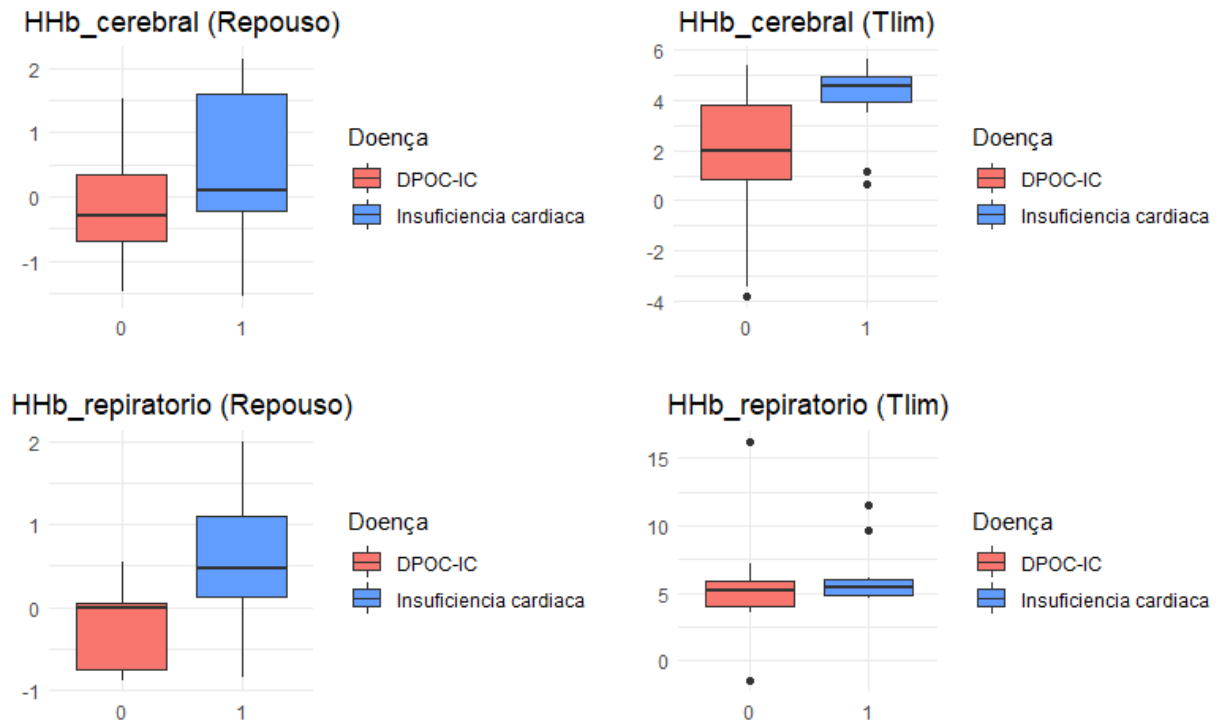 HHb_cerebral (Repouso)
2
1
0
-1
0
1
Doença
DPOC-IC
Insuficiencia cardiaca
HHb_cerebral (Tlim)
6
4
2
0
-2
-4
0
1
Doença
DPOC-IC
Insuficiencia cardiaca
HHb_repiratorio (Repouso)
2
1
0
-1
0
1
Doença
DPOC-IC
Insuficiencia cardiaca
HHb_repiratorio (Tlim)
15
10
5
0
0
1
Doença
DPOC-IC
Insuficiencia cardiaca